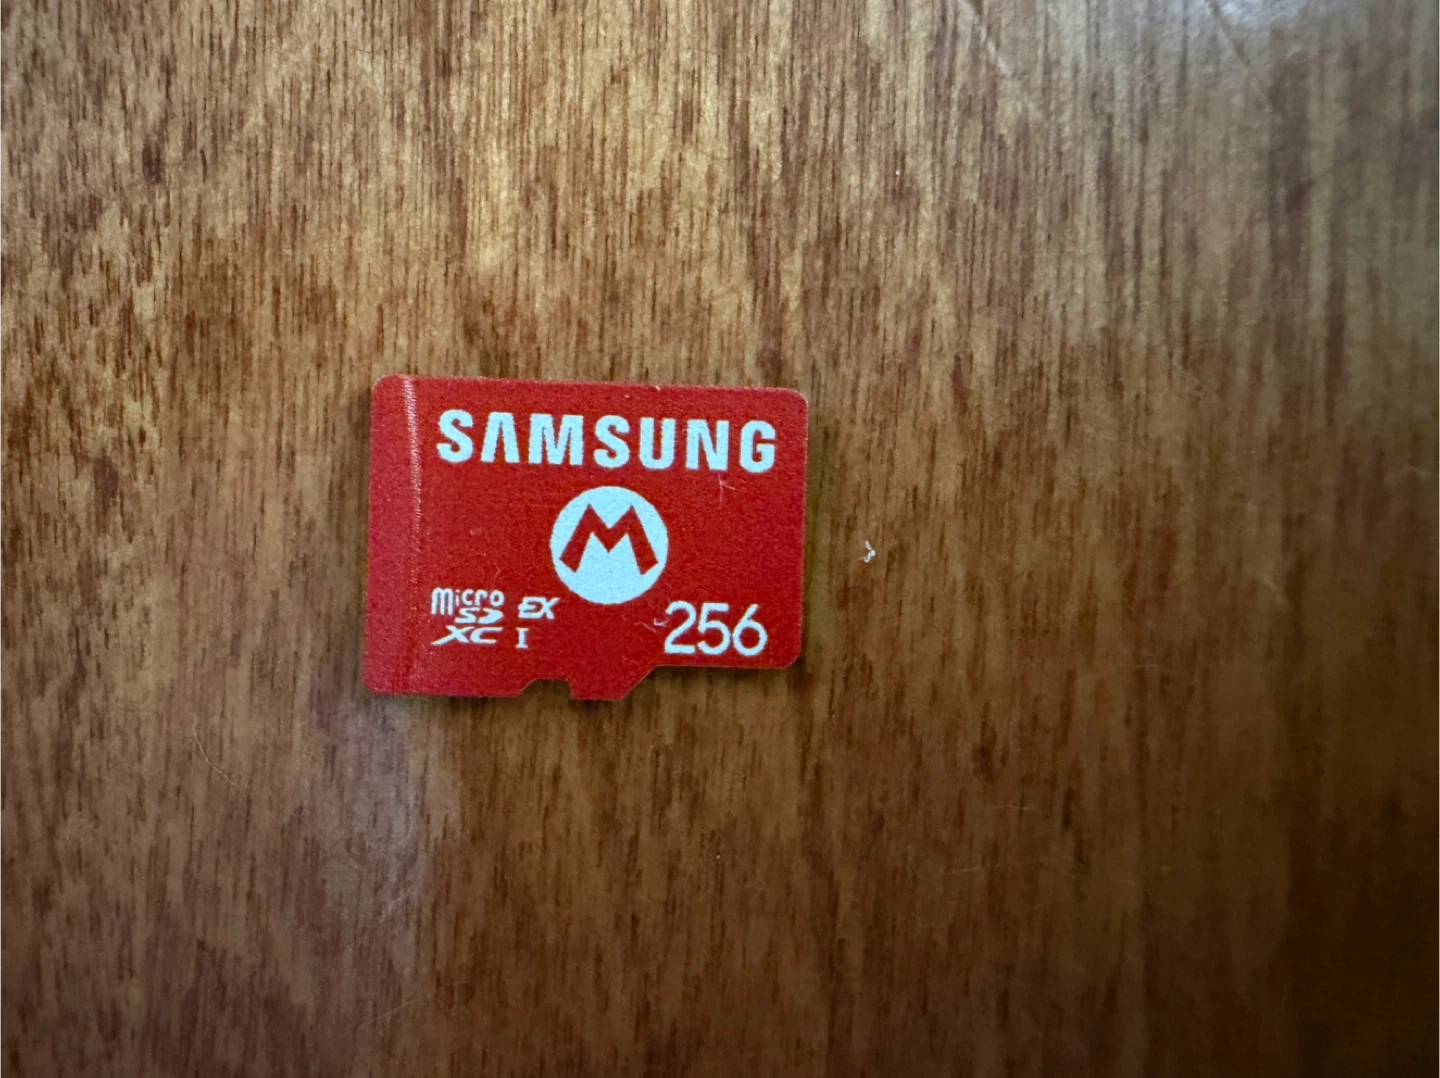 SAMSUNG
M
Micro
SD EX
XC I
256